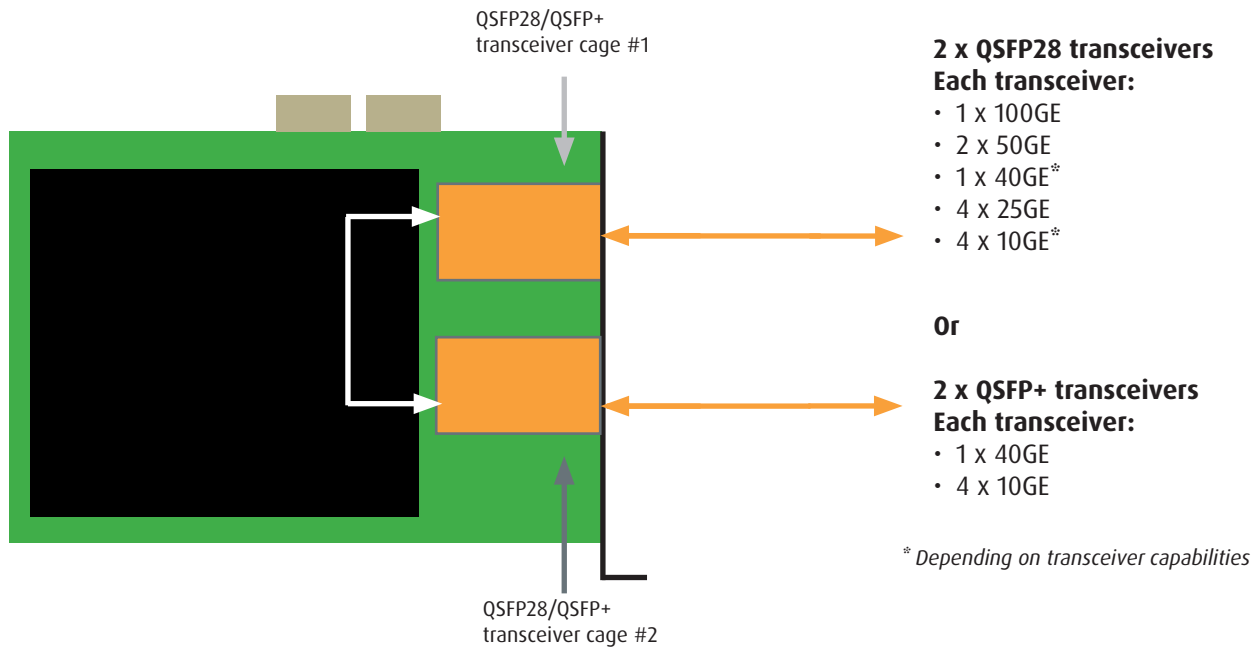 QSFP28/QSFP+
transceiver cage #1
2 x QSFP28 transceivers
Each transceiver:
• 1 x 100GE
• 2 x 50GE
• 1 x 40GE*
• 4 x 25GE
• 4 x 10GE*
Or
2 x QSFP+ transceivers
Each transceiver:
• 1 x 40GE
• 4 x 10GE
* Depending on transceiver capabilities
QSFP28/QSFP+
transceiver cage #2